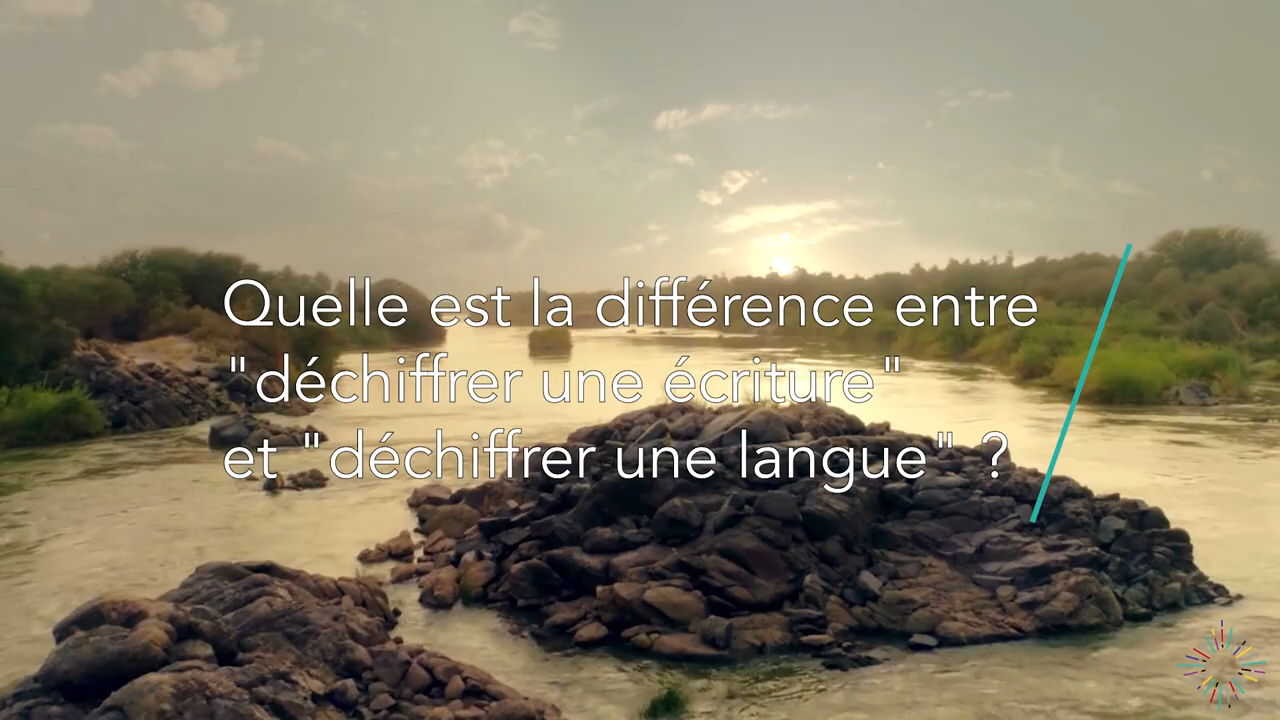 Quelle est la différence entre
"déchiffrer une écriture"
et "déchiffrer une langue" ?